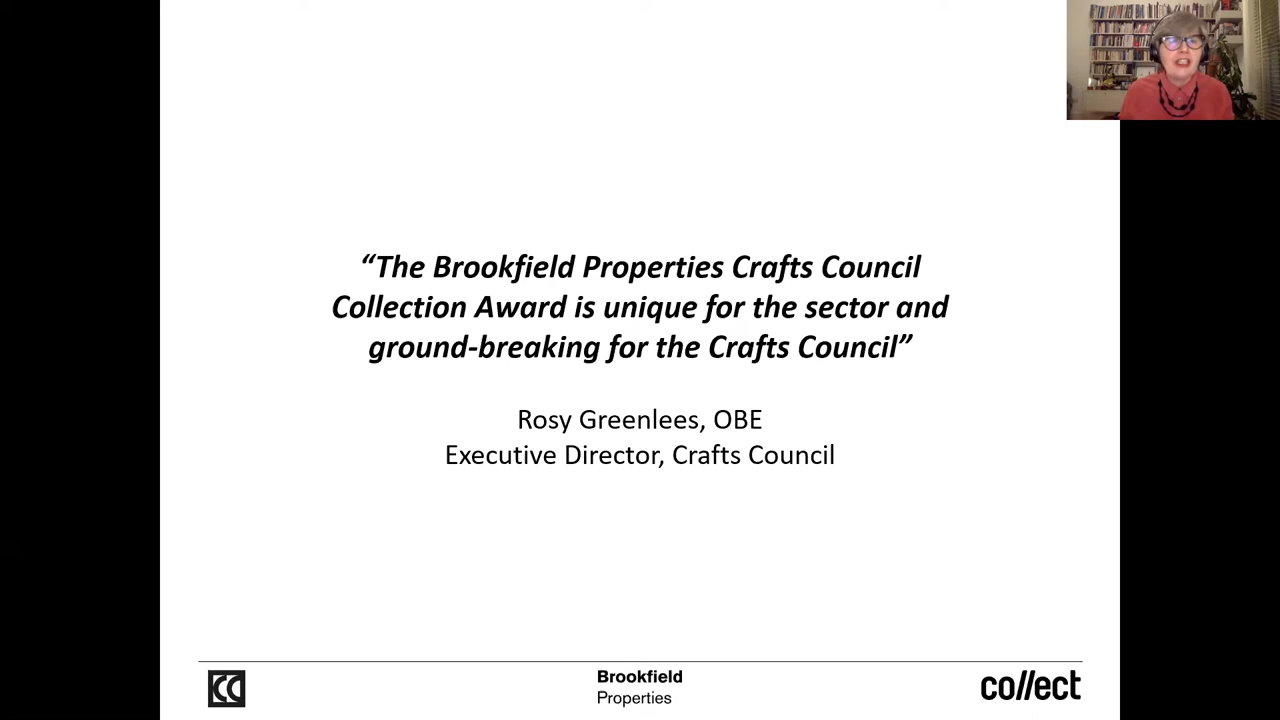 “The Brookfield Properties Crafts Council
Collection Award is unique for the sector and
ground-breaking for the Crafts Council”
Rosy Greenlees, OBE
Executive Director, Crafts Council
CC
Brookfield
Properties
collect